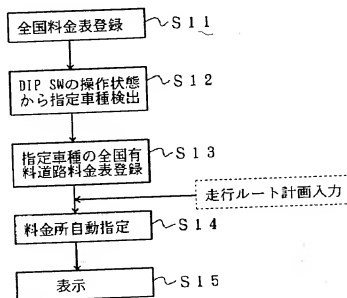 全国料金表登録
S11
DIP SWの操作状態
から指定車種検出
S12
指定車種の全国有
料道路料金表登録
S13
走行ルート計画入力
料金所自動指定
S14
表示
S15